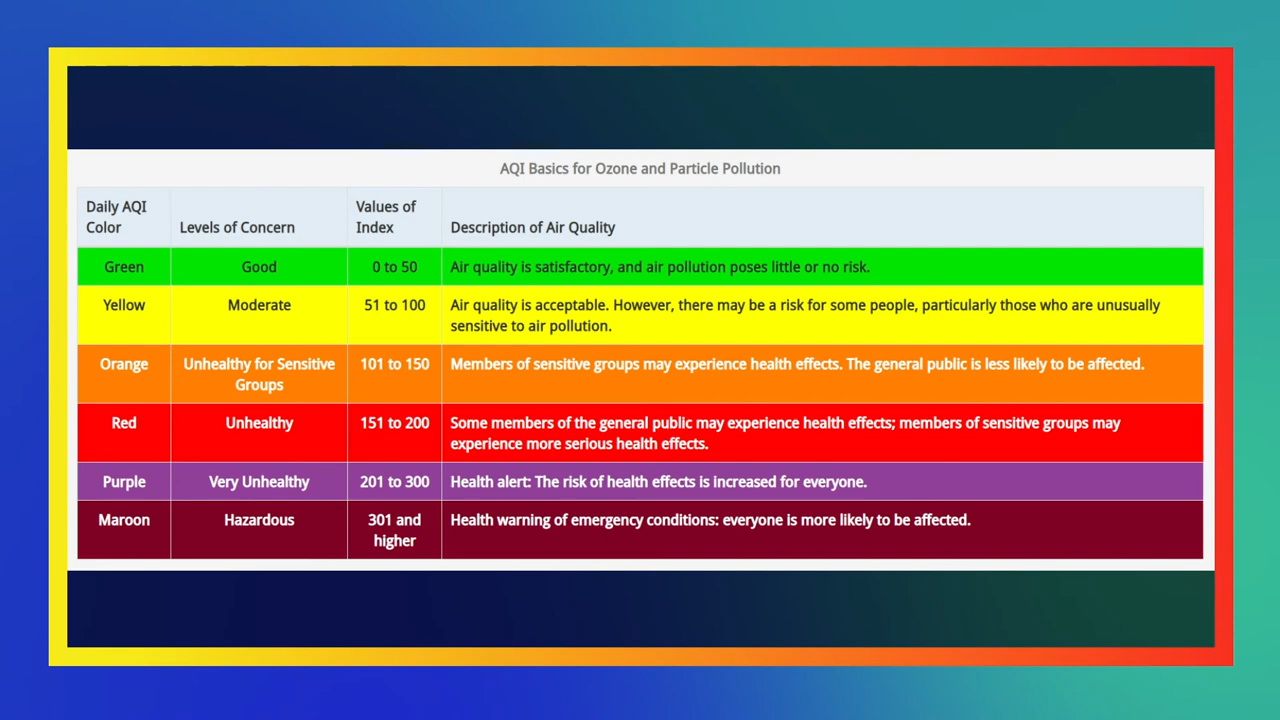 AQI Basics for Ozone and Particle Pollution
Daily AQI
Color
Levels of Concern
Values of
Index
Description of Air Quality
Green
Good
0 to 50
Air quality is satisfactory, and air pollution poses little or no risk.
Yellow
Moderate
51 to 100
Air quality is acceptable. However, there may be a risk for some people, particularly those who are unusually
sensitive to air pollution.
Orange
Unhealthy for Sensitive
Groups
101 to 150
Members of sensitive groups may experience health effects. The general public is less likely to be affected.
Red
Unhealthy
151 to 200
Some members of the general public may experience health effects; members of sensitive groups may
experience more serious health effects.
Purple
Very Unhealthy
201 to 300
Health alert: The risk of health effects is increased for everyone.
Maroon
Hazardous
301 and
higher
Health warning of emergency conditions: everyone is more likely to be affected.